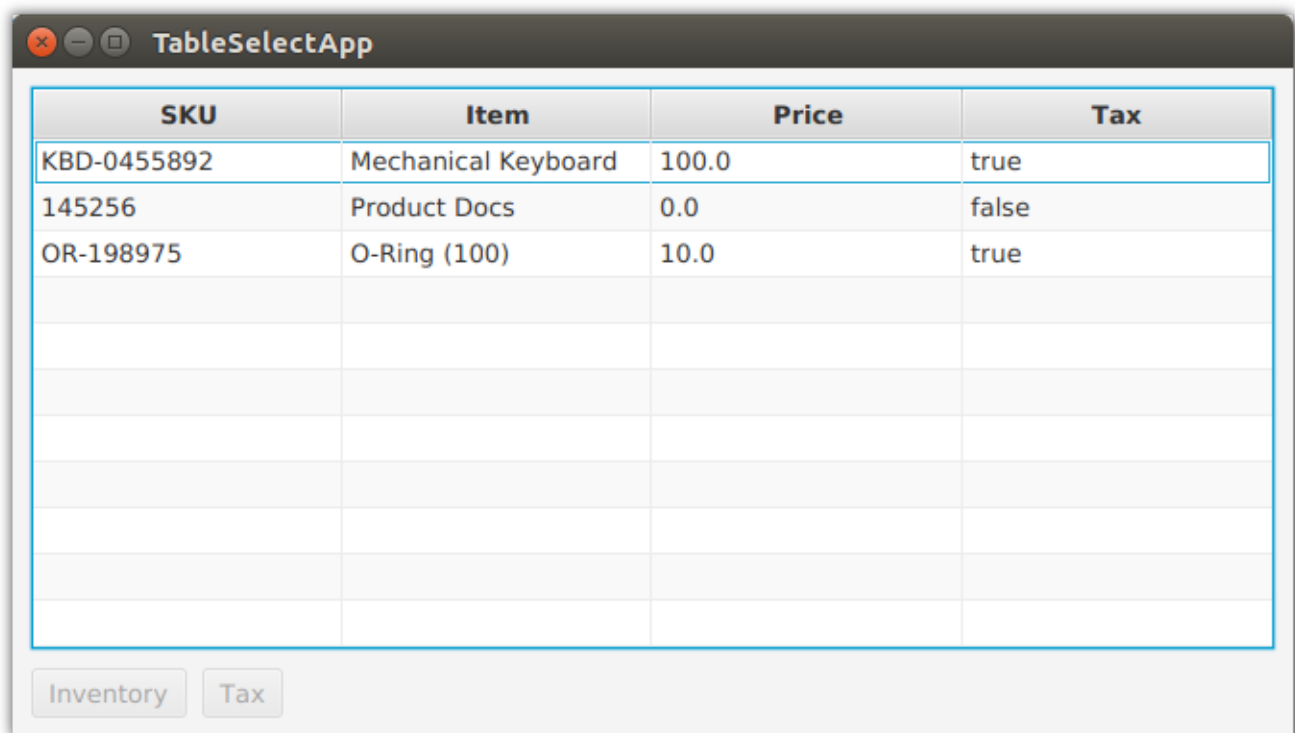 TableSelectApp
SKU Item Price Tax
KBD-0455892 Mechanical Keyboard 100.0 true
145256 Product Docs 0.0 false
OR-198975 O-Ring (100) 10.0 true
Inventory Tax